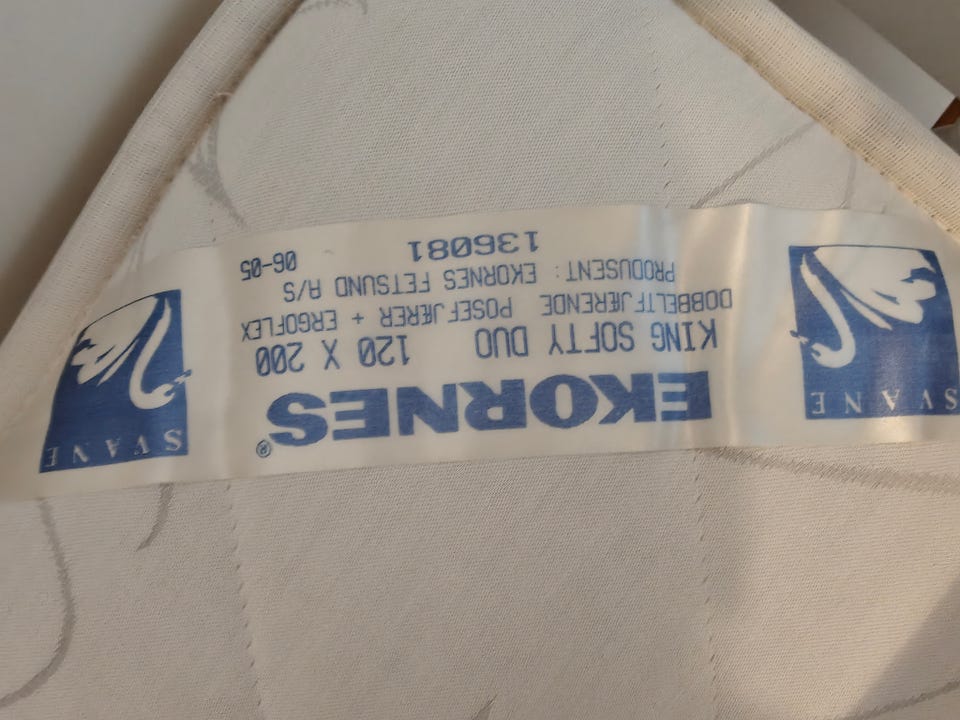 EKORNES®
KING SOFTY DUO 120 X 200
DOBBELTFJÆRENDE POSEFJÆRER + ERGOFLEX
PRODUSENT: EKORNES FETSUND A/S
136081 06-05
SVANE
SVANE